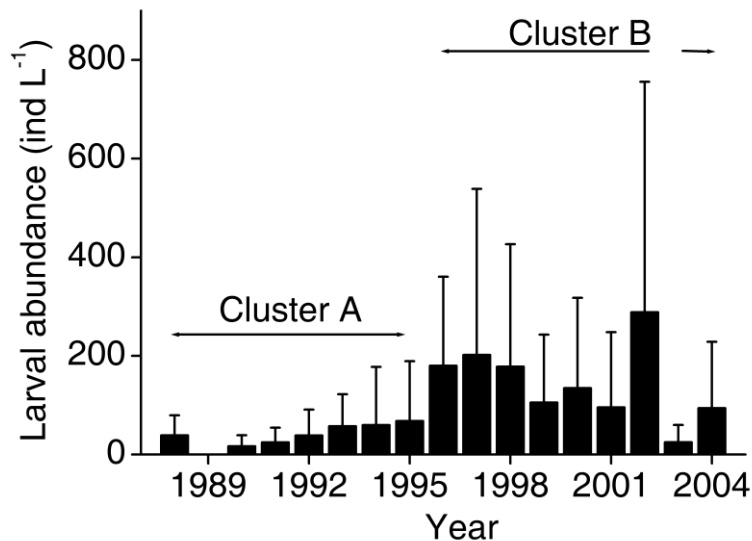 Larval abundance (ind L⁻¹)
800
600
400
200
0
Cluster A
Cluster B
1989 1992 1995 1998 2001 2004
Year